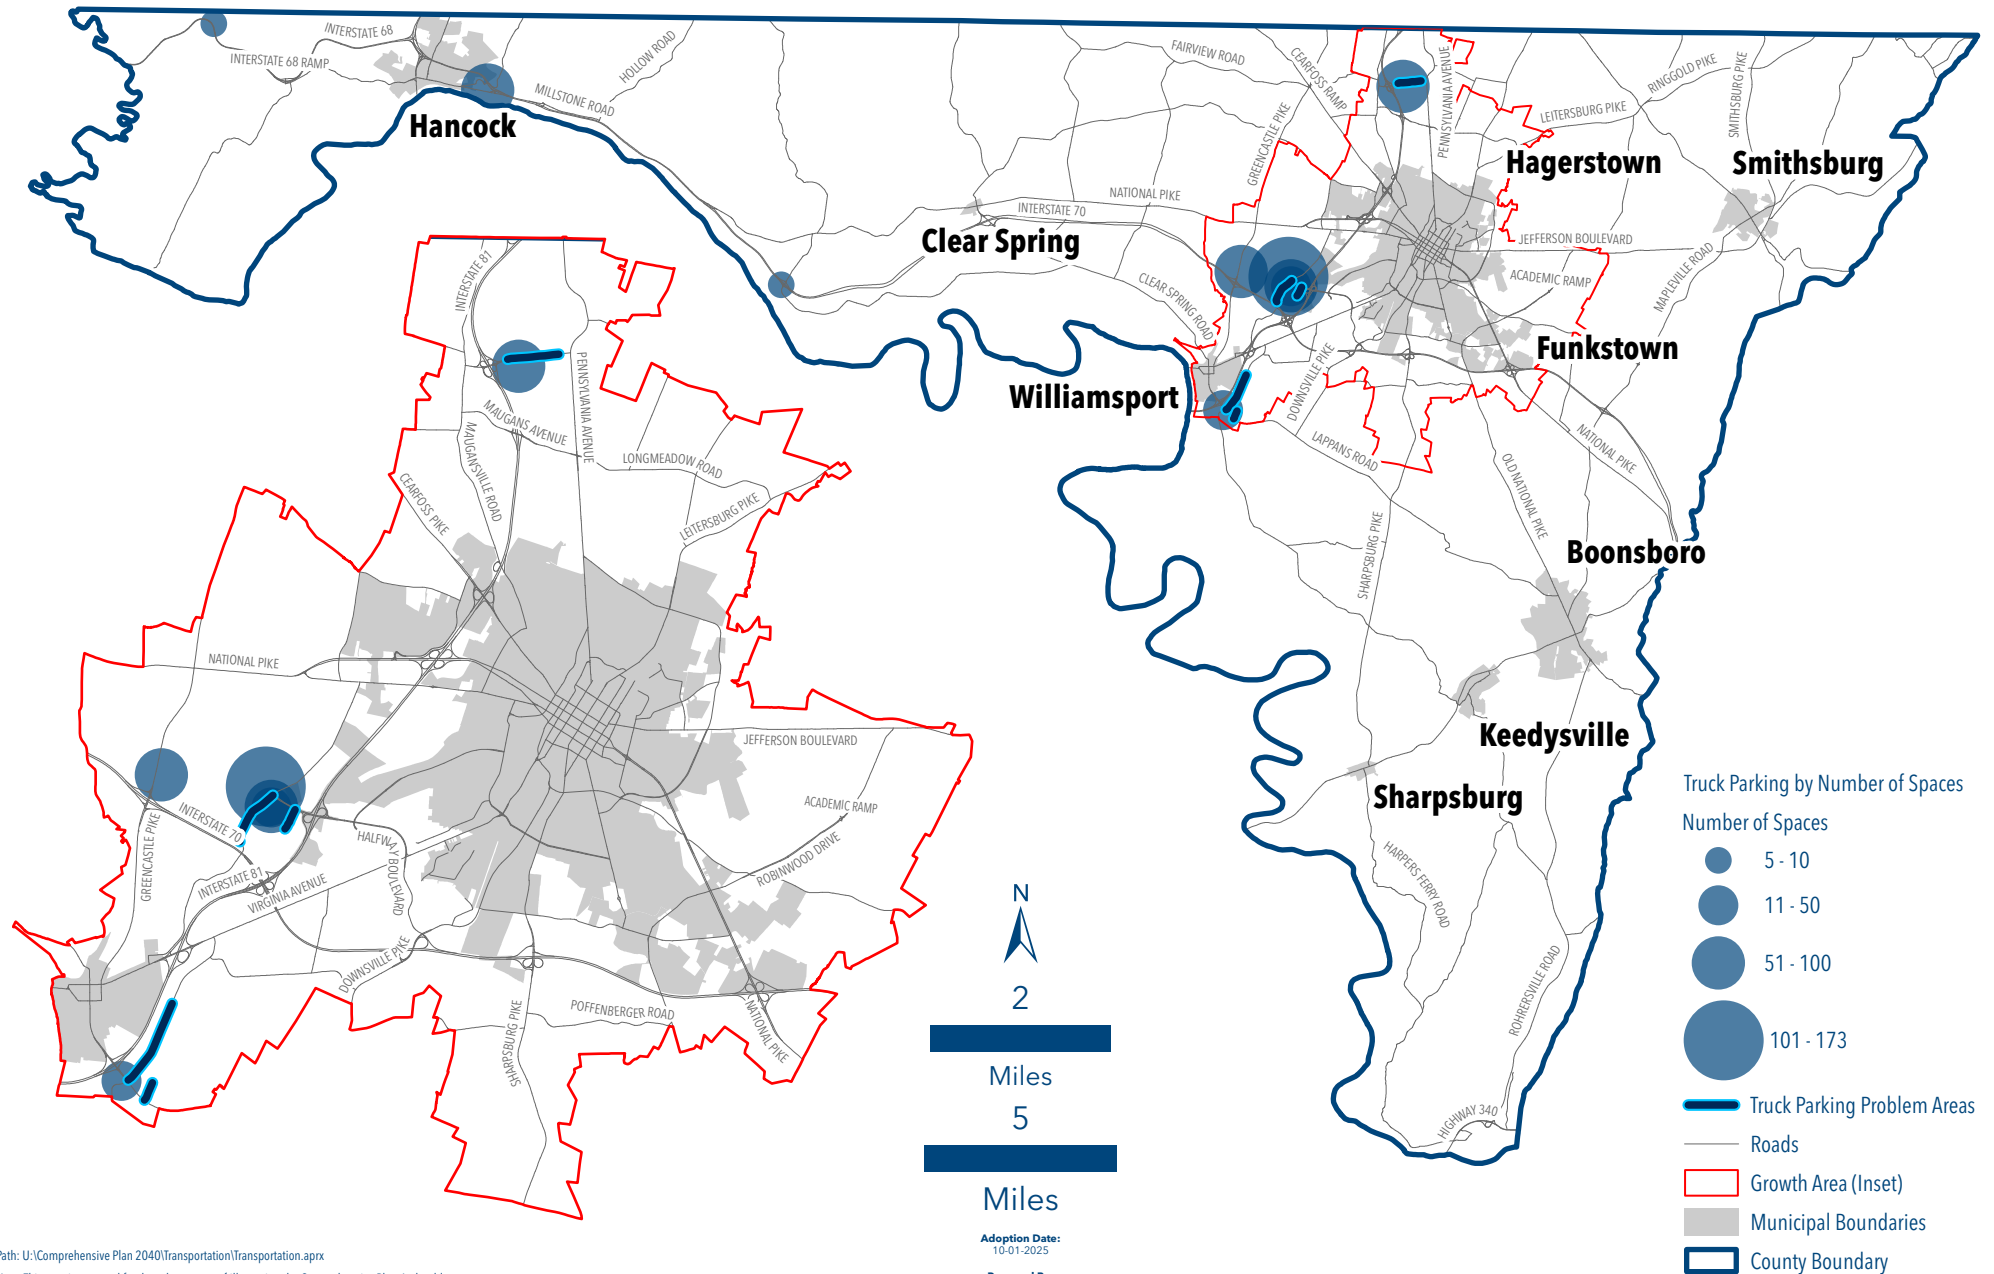 INTERSTATE 68
INTERSTATE 68 RAMP
HOLLOW ROAD
MILLSTONE ROAD
Hancock
FAIRVIEW ROAD
CEARFOSS RAMP
PENNSYLVANIA AVENUE
GREENCASTLE PIKE
LEITERSBURG PIKE
RINGGOLD PIKE
SMITHSBURG PIKE
Hagerstown
Smithsburg
NATIONAL PIKE
INTERSTATE 70
Clear Spring
JEFFERSON BOULEVARD
ACADEMIC RAMP
MAPLEVILLE ROAD
CLEAR SPRING ROAD
DOWNSVILLE PIKE
Funkstown
Williamsport
LAPPANS ROAD
NATIONAL PIKE
OLD NATIONAL PIKE
SHARPSBURG PIKE
Boonsboro
Keedysville
Sharpsburg
HARPERS FERRY ROAD
ROHRERSVILLE ROAD
HIGHWAY 340
INTERSTATE 81
PENNSYLVANIA AVENUE
MAUGANS AVENUE
MAUGANSVILLE ROAD
LONGMEADOW ROAD
CEARFOSS PIKE
LEITERSBURG PIKE
NATIONAL PIKE
JEFFERSON BOULEVARD
ACADEMIC RAMP
ROBINWOOD DRIVE
INTERSTATE 70
GREENCASTLE PIKE
HALFWAY BOULEVARD
INTERSTATE 81
VIRGINIA AVENUE
DOWNSVILLE PIKE
SHARPSBURG PIKE
POFFENBERGER ROAD
NATIONAL PIKE
N
2
Miles
5
Miles
Adoption Date:
10-01-2025
Truck Parking by Number of Spaces
Number of Spaces
5 - 10
11 - 50
51 - 100
101 - 173
Truck Parking Problem Areas
Roads
Growth Area (Inset)
Municipal Boundaries
County Boundary
Path: U:\Comprehensive Plan 2040\Transportation\Transportation.aprx